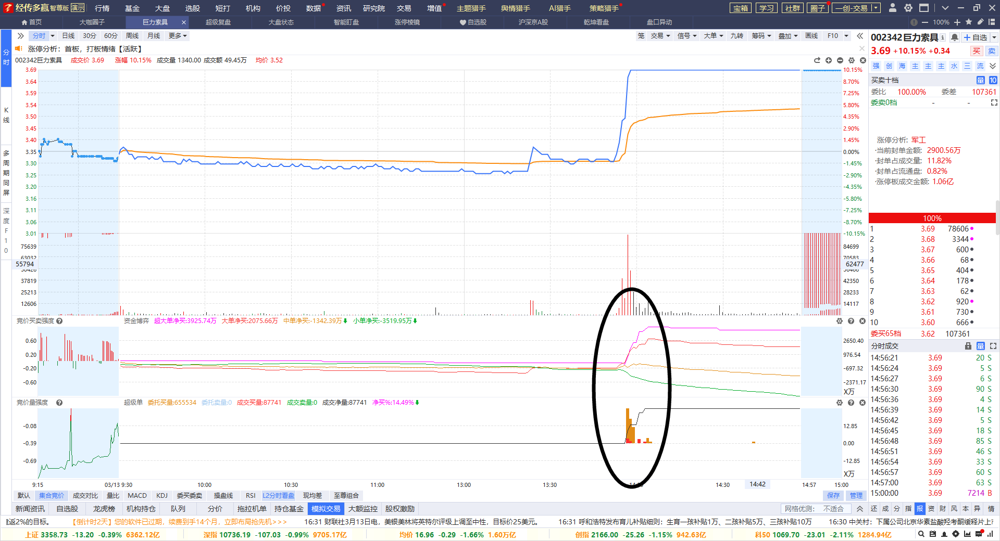 经传多赢 智尊版 演示 行情 基金 大盘 选股 短打 机构 价投 数据 资讯 研究院 交易 增值 主题猎手 舆情猎手 AI猎手 策略猎手 宝箱 学习 社群 圈子 一创-交易
首页 大咖圈子 巨力索具 超级复盘 大盘状态 智能盯盘 涨停棱镜 自选股 沪深京A股 乾坤看盘 盘口异动 100%
分时 日线 30分 60分 周线 月线 更多 笼 交易 信号 大单 九转 筹码 叠加 画线 F10
涨停分析：首板，打板情绪【活跃】
002342巨力索具 成交价 3.69 涨幅 10.15% 成交量 1340.00 成交额 49.45万 均价 3.52
分时
K线
多周期同屏
深度F10
3.69 10.15%
3.64 8.70%
3.59 7.25%
3.54 5.80%
3.50 4.35%
3.45 2.90%
3.40 1.45%
3.35 0.00%
3.30 -1.45%
3.25 -2.90%
3.20 -4.35%
3.16 -5.80%
3.11 -7.25%
3.06 -8.70%
3.01 -10.15%
75639 84699
63032 70583
55794 62477
37819 42350
25213 28233
12606 14117
竞价买卖强度 资金博弈 超大单净买:3925.74万 大单净买:2075.66万 中单净买:-1342.39万 小单净买:-3519.95万
0.60 2650.40
0.20 976.54
-0.20 -697.32
-0.60 -2371.17
X万
竞价量强度 超级单 委托买量:655534 委托卖量:0 成交买量:87741 成交卖量:0 成交净量:87741 净买%:14.49%
-0.08 12.85
-0.39 0.00
-0.69 -12.85
X万
9:15 03/13 9:30 10:00 10:30 11:00 13:00 13:30 14:30 14:42 14:57 15:00
默认 集合竞价 成交对比 量比 MACD KDJ 委买委卖 操盘线 RSI L2分时看盘 现均差 至尊组合 保存 管理
新闻资讯 自选股 龙虎榜 机构持仓 队列 分价 拖拉机单 持仓基金 模拟交易 大额监控 股权激励 网格优测： 不适合
002342巨力索具 自选
3.69 +10.15% +0.34 买 卖
强 创 海 主 主 主 水 三 流
买卖十档 量 10
委比 100.00% 委差 107361
委卖0档 - -
涨停分析: 军工
·当前封单金额: 2900.56万
·封单占成交量: 11.82%
·封单占流通盘: 0.82%
·涨停板成交金额: 1.06亿
100%
1 3.69 78606
2 3.68 3344
3 3.67 600
4 3.66 68
5 3.65 404
6 3.64 178
7 3.63 62
8 3.62 920
9 3.61 730
10 3.60 666
委买65档 3.62 107361
分时成交 量
14:56:21 3.69 20 S
14:56:24 3.69 5 S
14:56:27 3.69 6 S
14:56:30 3.69 90 S
14:56:36 3.69 4 S
14:56:39 3.69 14 S
14:56:42 3.69 5 S
14:56:45 3.69 18 S
14:56:48 3.69 85 S
14:56:51 3.69 46 S
14:56:54 3.69 33 S
14:56:57 3.69 60 S
14:57:00 3.69 63 S
15:00:00 3.69 7214 B
还 成 分 指 报 资 财 风 本 异 情
返2%的目标。 【倒计时2天】您的软件已过期，续费到手14个月，立即布局抢先机>>> 16:31 财联社3月13日电，美银美林将英特尔评级上调至中性，目标价25美元。 16:31 呼和浩特发布育儿补贴细则：生育一孩补贴1万、二孩补贴5万、三孩补贴10万 16:30 中关村：下属公司北京华素盐酸羟考酮缓释片上
上证 3358.73 -13.20 -0.39% 6362.12亿 深指 10736.19 -107.03 -0.99% 9705.17亿 均价 16.96 -0.29 -1.66% 1.60万亿 创指 2166.00 -25.26 -1.15% 942.63亿 科50 1069.70 -23.01 -2.11% 1284.94亿